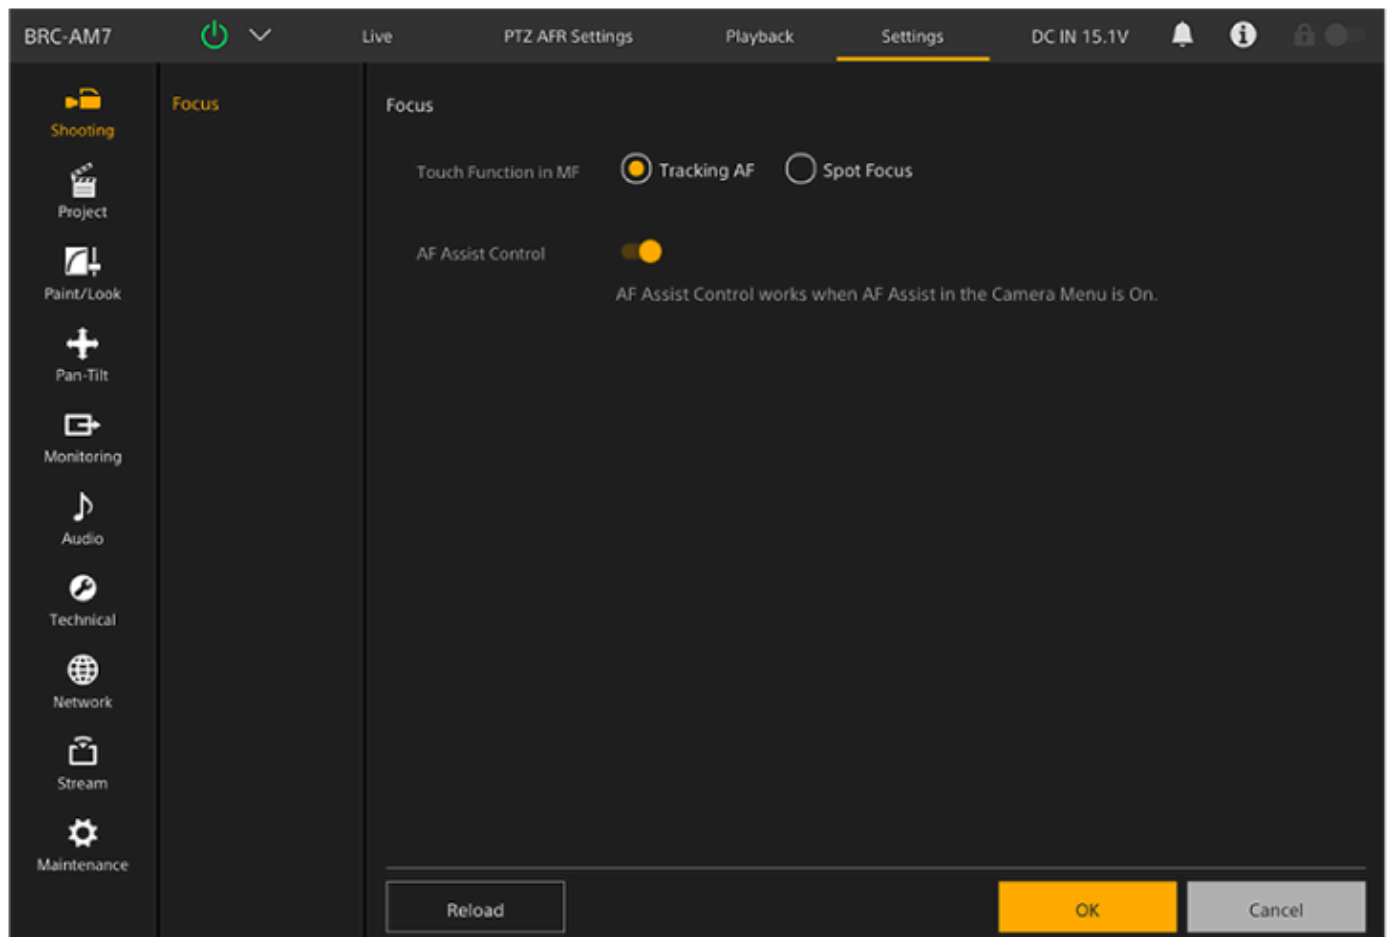 BRC-AM7 Live PTZ AFR Settings Playback Settings DC IN 15.1V
Shooting
Project
Paint/Look
Pan-Tilt
Monitoring
Audio
Technical
Network
Stream
Maintenance
Focus
Focus
Touch Function in MF Tracking AF Spot Focus
AF Assist Control
AF Assist Control works when AF Assist in the Camera Menu is On.
Reload OK Cancel